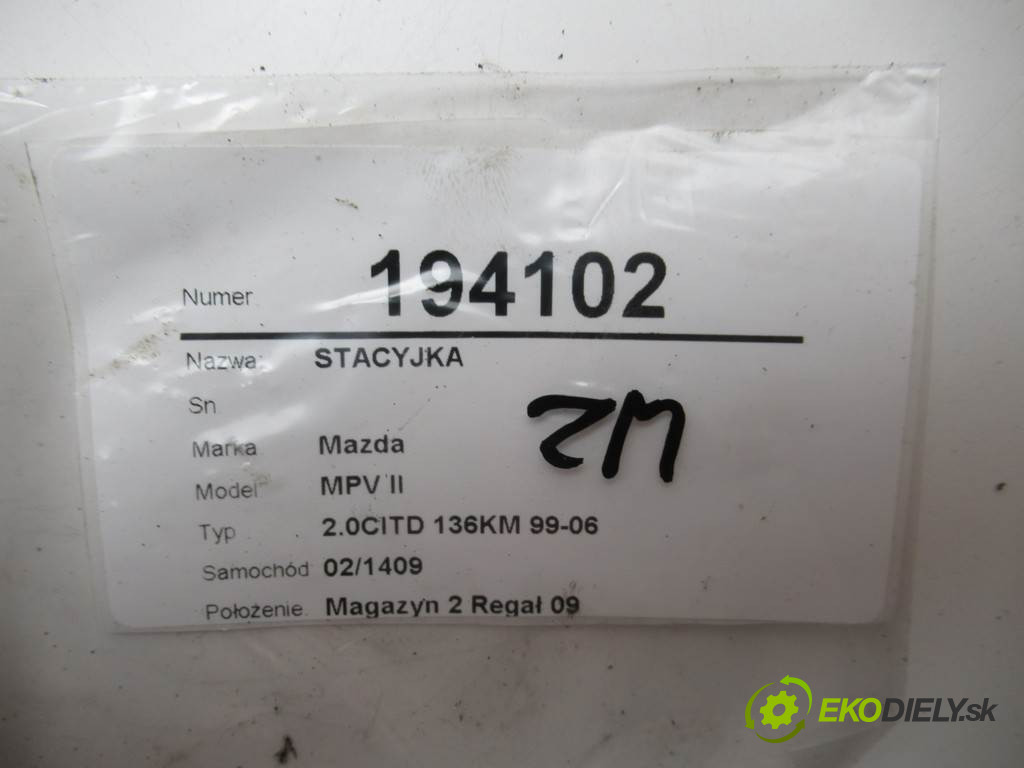 Numer 194102
Nazwa: STACYJKA
Sn
ZM
Marka Mazda
Model MPV II
Typ 2.0CITD 136KM 99-06
Samochód 02/1409
Położenie Magazyn 2 Regał 09
EKODIELY.sk